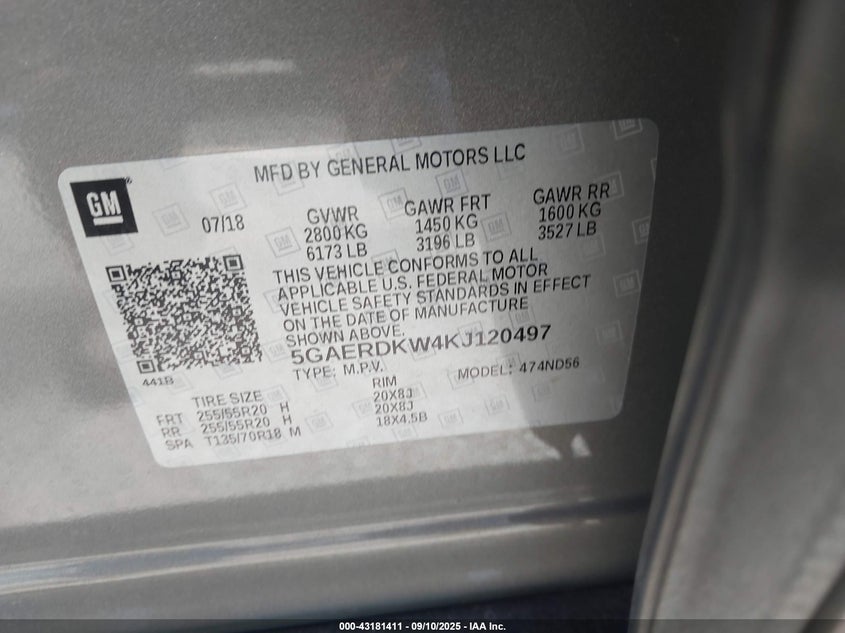 MFD BY GENERAL MOTORS LLC
GM
07/18
GVWR
2800 KG
6173 LB
GAWR FRT
1450 KG
3196 LB
GAWR RR
1600 KG
3527 LB
THIS VEHICLE CONFORMS TO ALL
APPLICABLE U.S. FEDERAL MOTOR
VEHICLE SAFETY STANDARDS IN EFFECT
ON THE DATE OF MANUFACTURE
SHOWN ABOVE.
5GAERDKW4KJ120497
TYPE: M.P.V. MODEL: 474ND56
441B
TIRE SIZE RIM
FRT 255/55R20 H 20X8J
RR 255/55R20 H 20X8J
SPA T135/70R18 M 18X4.5B
000-43181411 - 09/10/2025 - IAA Inc.